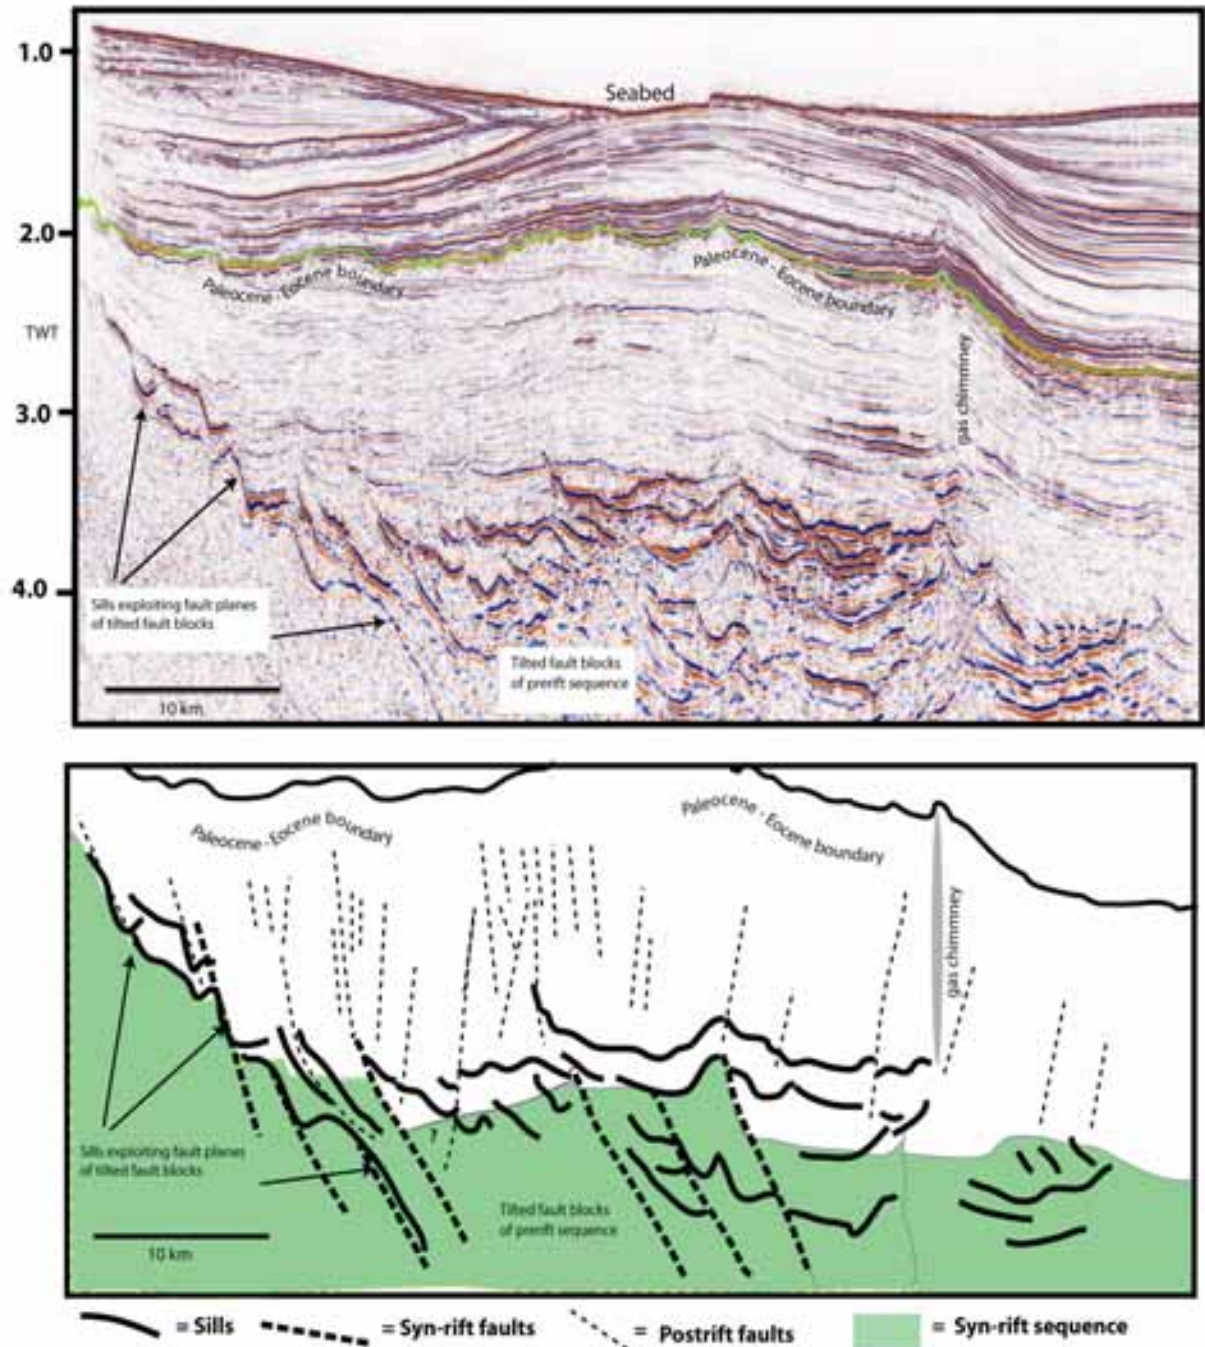 1.0
Seabed
2.0
Paleocene - Eocene boundary
Paleocene - Eocene boundary
TWT
gas chimmney
3.0
4.0
Sills exploiting fault planes
of tilted fault blocks
Tilted fault blocks
of prerift sequence
10 km
Paleocene - Eocene boundary
Paleocene - Eocene boundary
gas chimmney
?
Sills exploiting fault planes
of tilted fault blocks
Tilted fault blocks
of prerift sequence
10 km
= Sills
= Syn-rift faults
= Postrift faults
= Syn-rift sequence